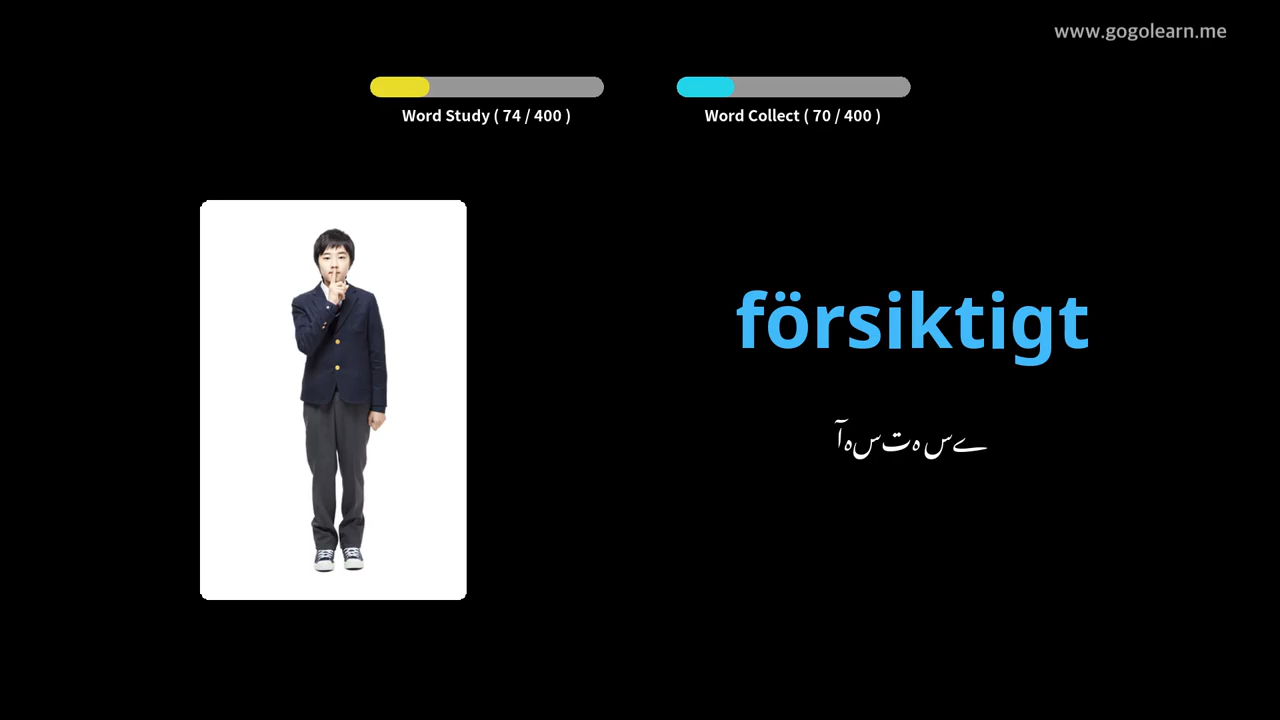 www.gogolearn.me
Word Study ( 74 / 400 )
Word Collect ( 70 / 400 )
försiktigt
آہستہ سے